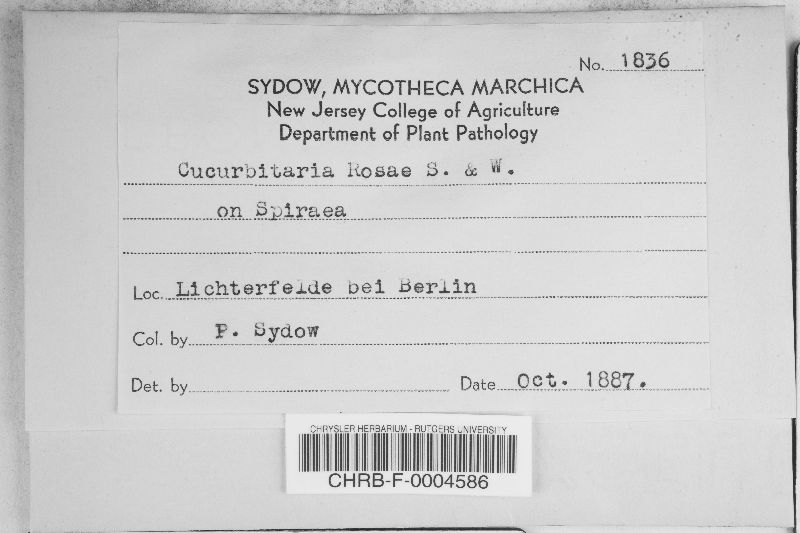 No. 1836
SYDOW, MYCOTHECA MARCHICA
New Jersey College of Agriculture
Department of Plant Pathology
Cucurbitaria Rosae S. & W.
on Spiraea
Loc. Lichterfelde bei Berlin
Col. by P. Sydow
Det. by Date Oct. 1887.
CHRYSLER HERBARIUM - RUTGERS UNIVERSITY
CHRB-F-0004586